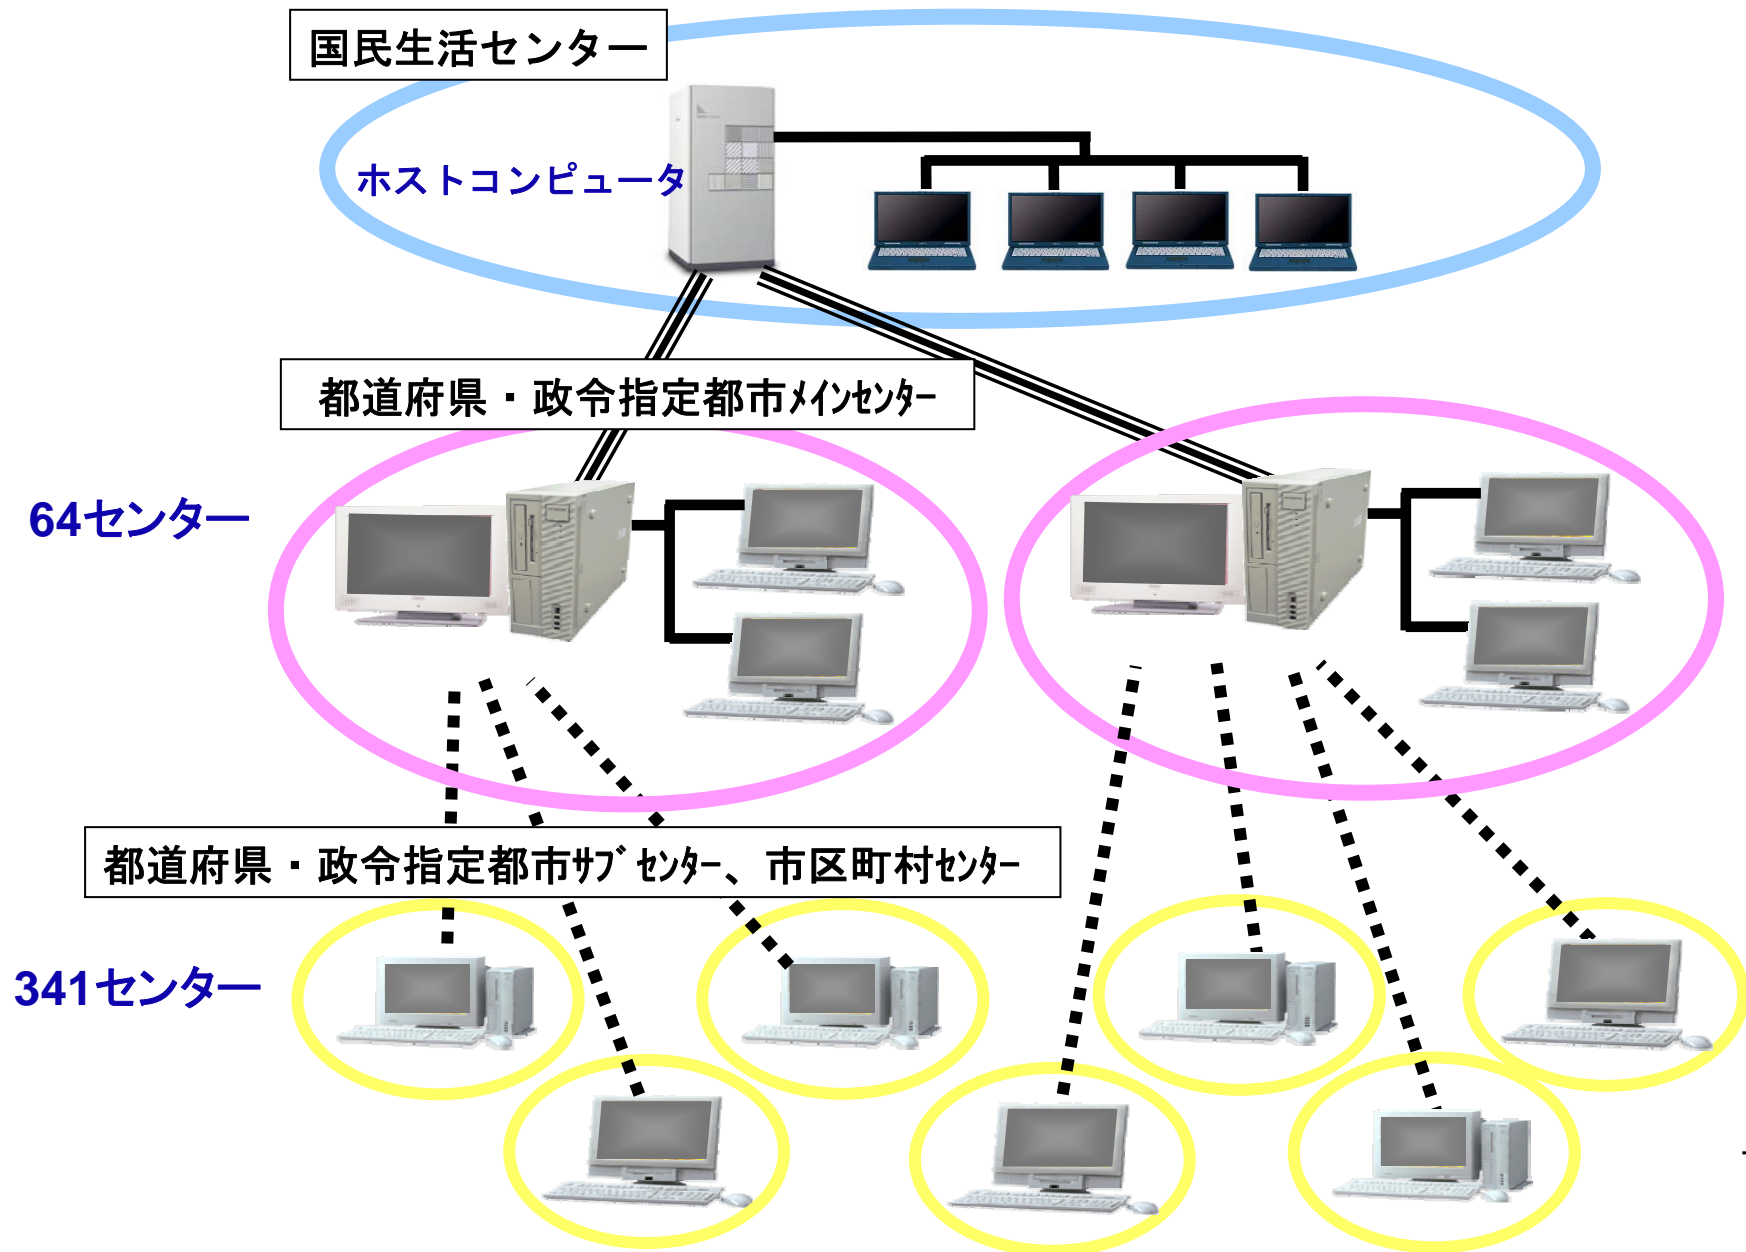 国民生活センター
ホストコンピュータ
都道府県・政令指定都市ﾒｲﾝｾﾝﾀｰ
64センター
都道府県・政令指定都市ｻﾌﾞｾﾝﾀｰ、市区町村ｾﾝﾀｰ
341センター